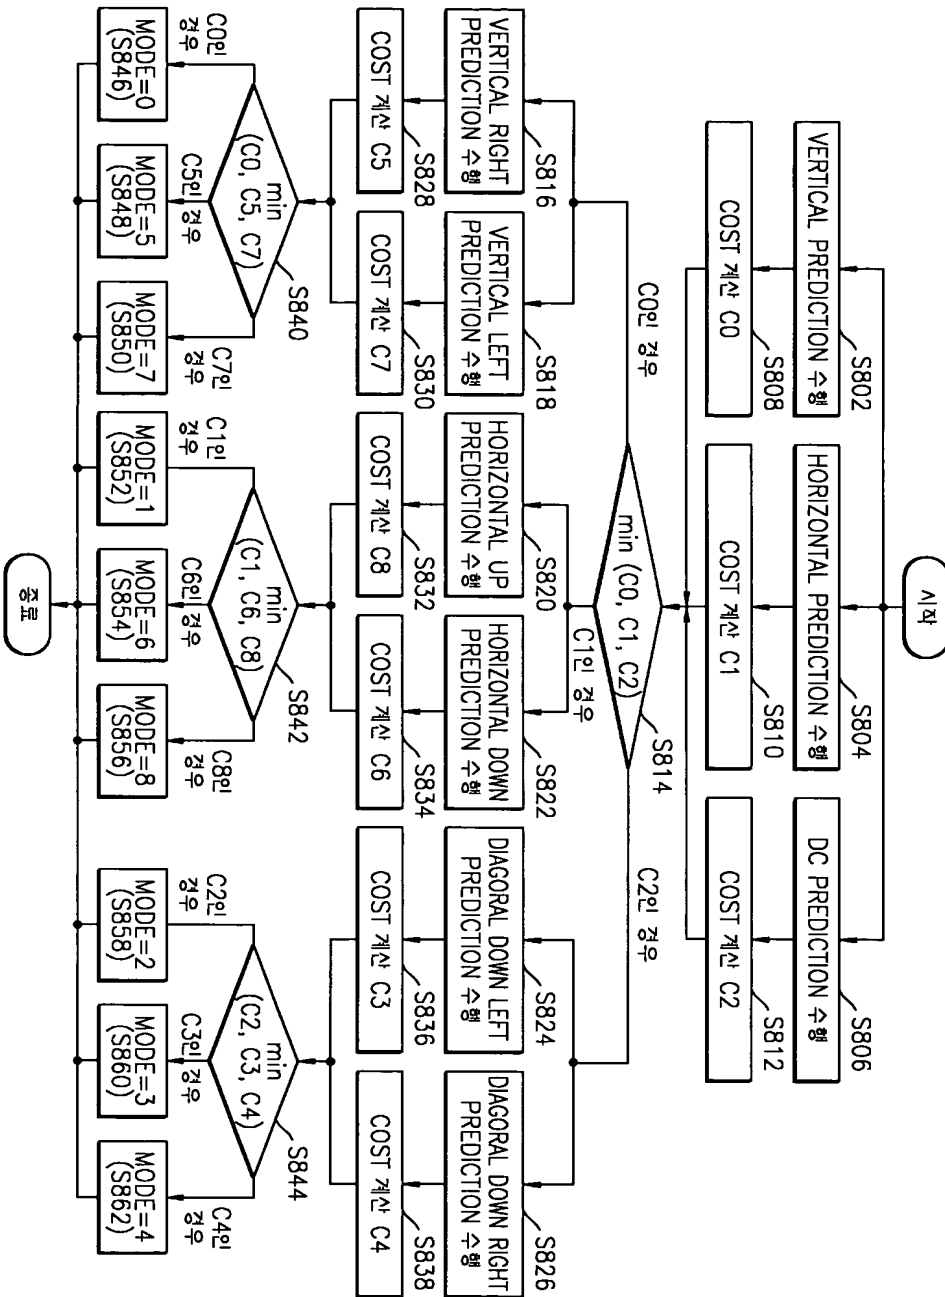 시작
VERTICAL PREDICTION 수행
S802
HORIZONTAL PREDICTION 수행
S804
DC PREDICTION 수행
S806
COST 계산 C0
S808
COST 계산 C1
S810
COST 계산 C2
S812
min (C0, C1, C2)
S814
C0인 경우
C1인 경우
C2인 경우
VERTICAL RIGHT
PREDICTION 수행
S816
VERTICAL LEFT
PREDICTION 수행
S818
HORIZONTAL UP
PREDICTION 수행
S820
HORIZONTAL DOWN
PREDICTION 수행
S822
DIAGORAL DOWN LEFT
PREDICTION 수행
S824
DIAGORAL DOWN RIGHT
PREDICTION 수행
S826
COST 계산 C5
S828
COST 계산 C7
S830
COST 계산 C8
S832
COST 계산 C6
S834
COST 계산 C3
S836
COST 계산 C4
S838
min
(C0, C5, C7)
S840
min
(C1, C6, C8)
S842
min
(C2, C3, C4)
S844
C0인
경우
C5인 경우
C7인
경우
C1인
경우
C6인 경우
C8인
경우
C2인
경우
C3인 경우
C4인
경우
MODE=0
(S846)
MODE=5
(S848)
MODE=7
(S850)
MODE=1
(S852)
MODE=6
(S854)
MODE=8
(S856)
MODE=2
(S858)
MODE=3
(S860)
MODE=4
(S862)
종료